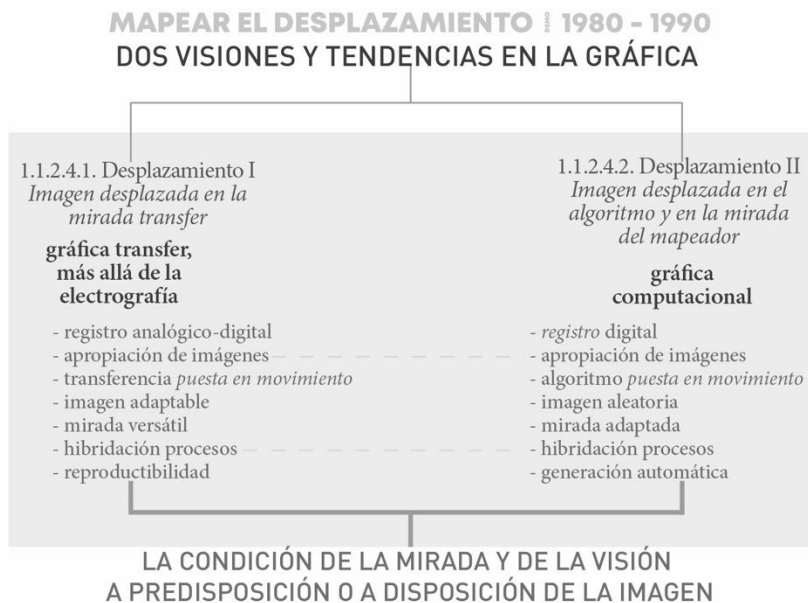 MAPEAR EL DESPLAZAMIENTO 1980 - 1990
DOS VISIONES Y TENDENCIAS EN LA GRÁFICA
1.1.2.4.1. Desplazamiento I
Imagen desplazada en la
mirada transfer
gráfica transfer,
más allá de la
electrografía
- registro analógico-digital
- apropiación de imágenes
- transferencia puesta en movimiento
- imagen adaptable
- mirada versátil
- hibridación procesos
- reproductibilidad
1.1.2.4.2. Desplazamiento II
Imagen desplazada en el
algoritmo y en la mirada
del mapeador
gráfica
computacional
- registro digital
- apropiación de imágenes
- algoritmo puesta en movimiento
- imagen aleatoria
- mirada adaptada
- hibridación procesos
- generación automática
LA CONDICIÓN DE LA MIRADA Y DE LA VISIÓN
A PREDISPOSICIÓN O A DISPOSICIÓN DE LA IMAGEN